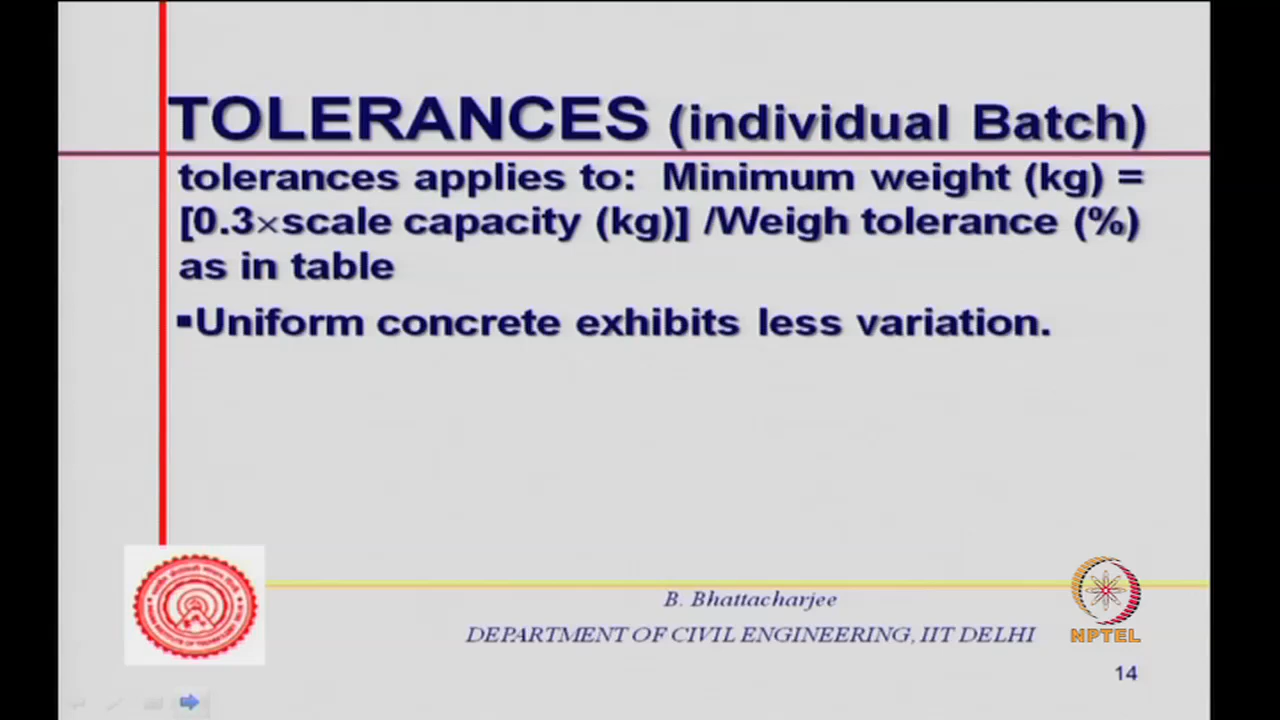 TOLERANCES (individual Batch)
tolerances applies to: Minimum weight (kg) =
[0.3×scale capacity (kg)] /Weigh tolerance (%)
as in table
▪Uniform concrete exhibits less variation.
B. Bhattacharjee
DEPARTMENT OF CIVIL ENGINEERING, IIT DELHI
NPTEL
14